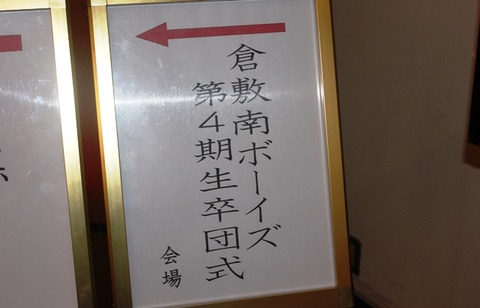 倉敷南ボーイズ
第4期生卒団式
会場